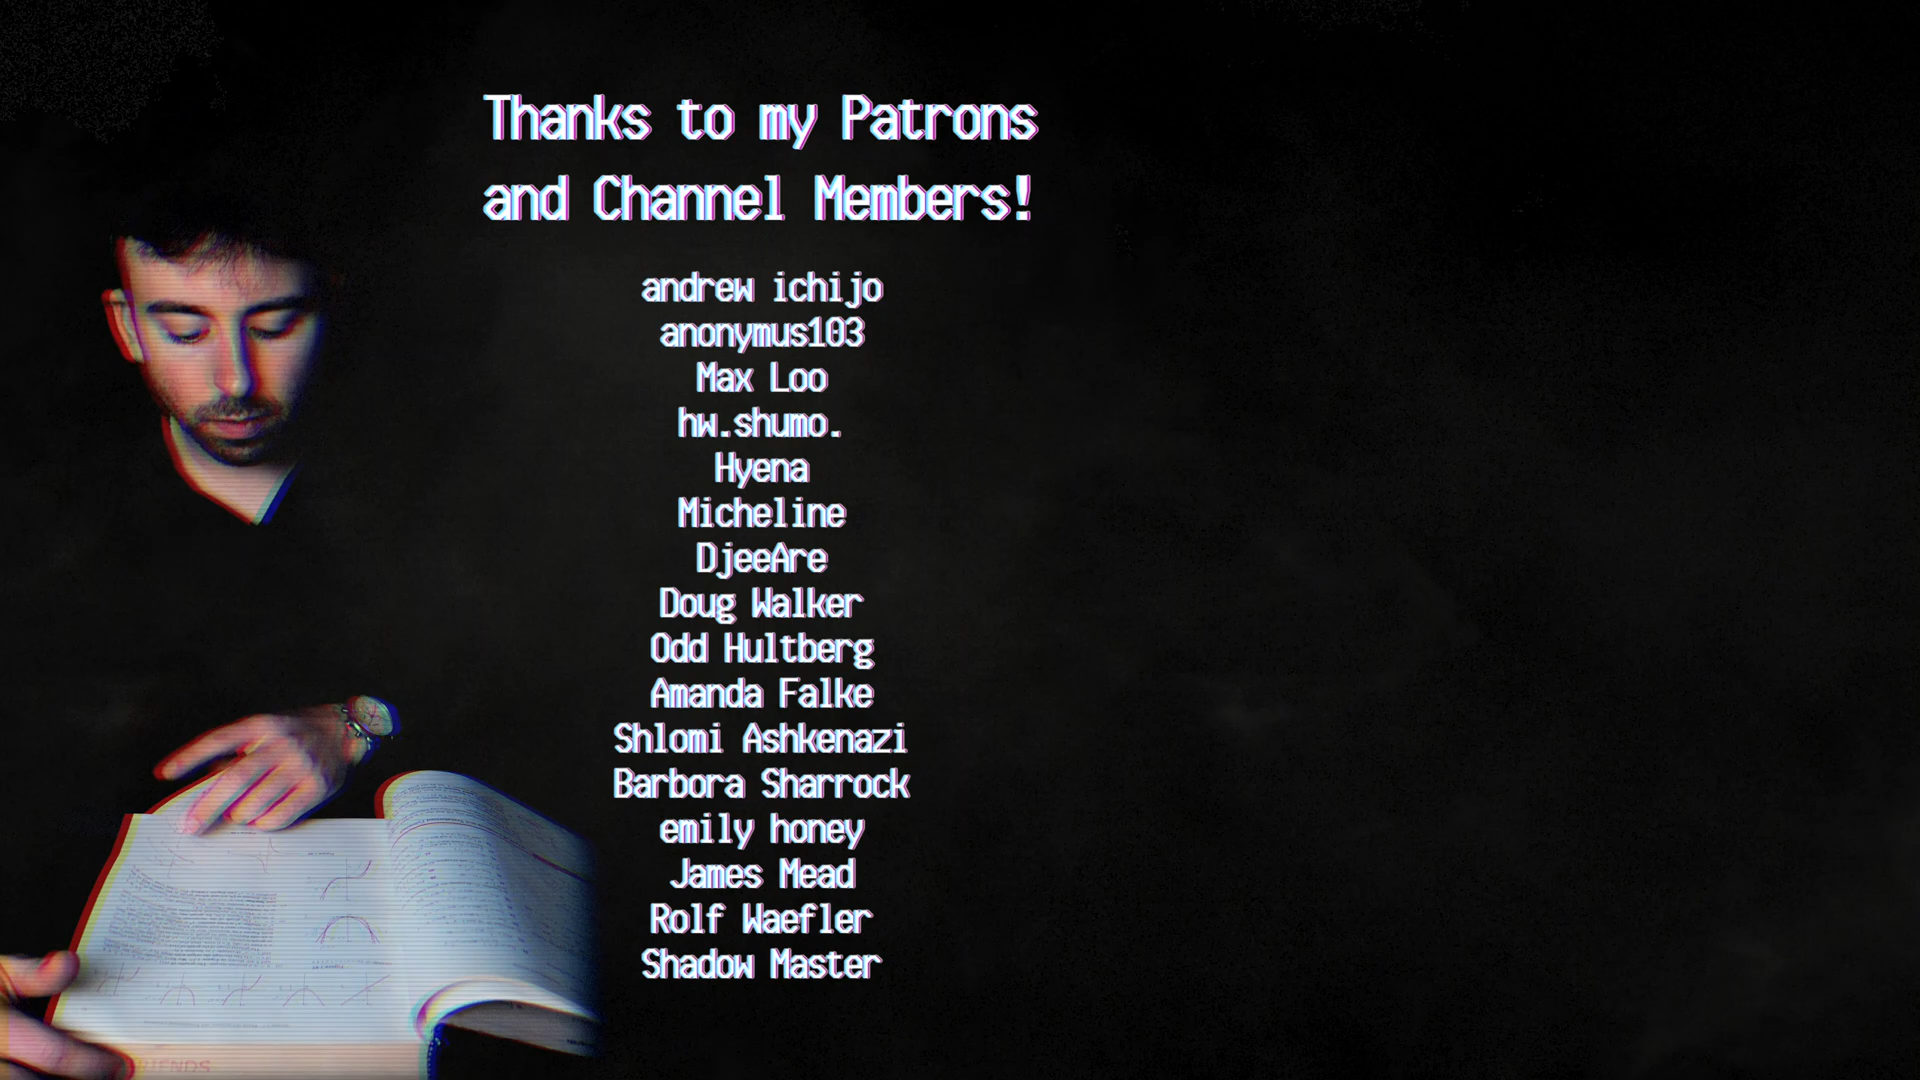 Thanks to my Patrons
and Channel Members!
andrew ichijo
anonymus103
Max Loo
hw.shumo.
Hyena
Micheline
DjeeAre
Doug Walker
Odd Hultberg
Amanda Falke
Shlomi Ashkenazi
Barbora Sharrock
emily honey
James Mead
Rolf Waefler
Shadow Master